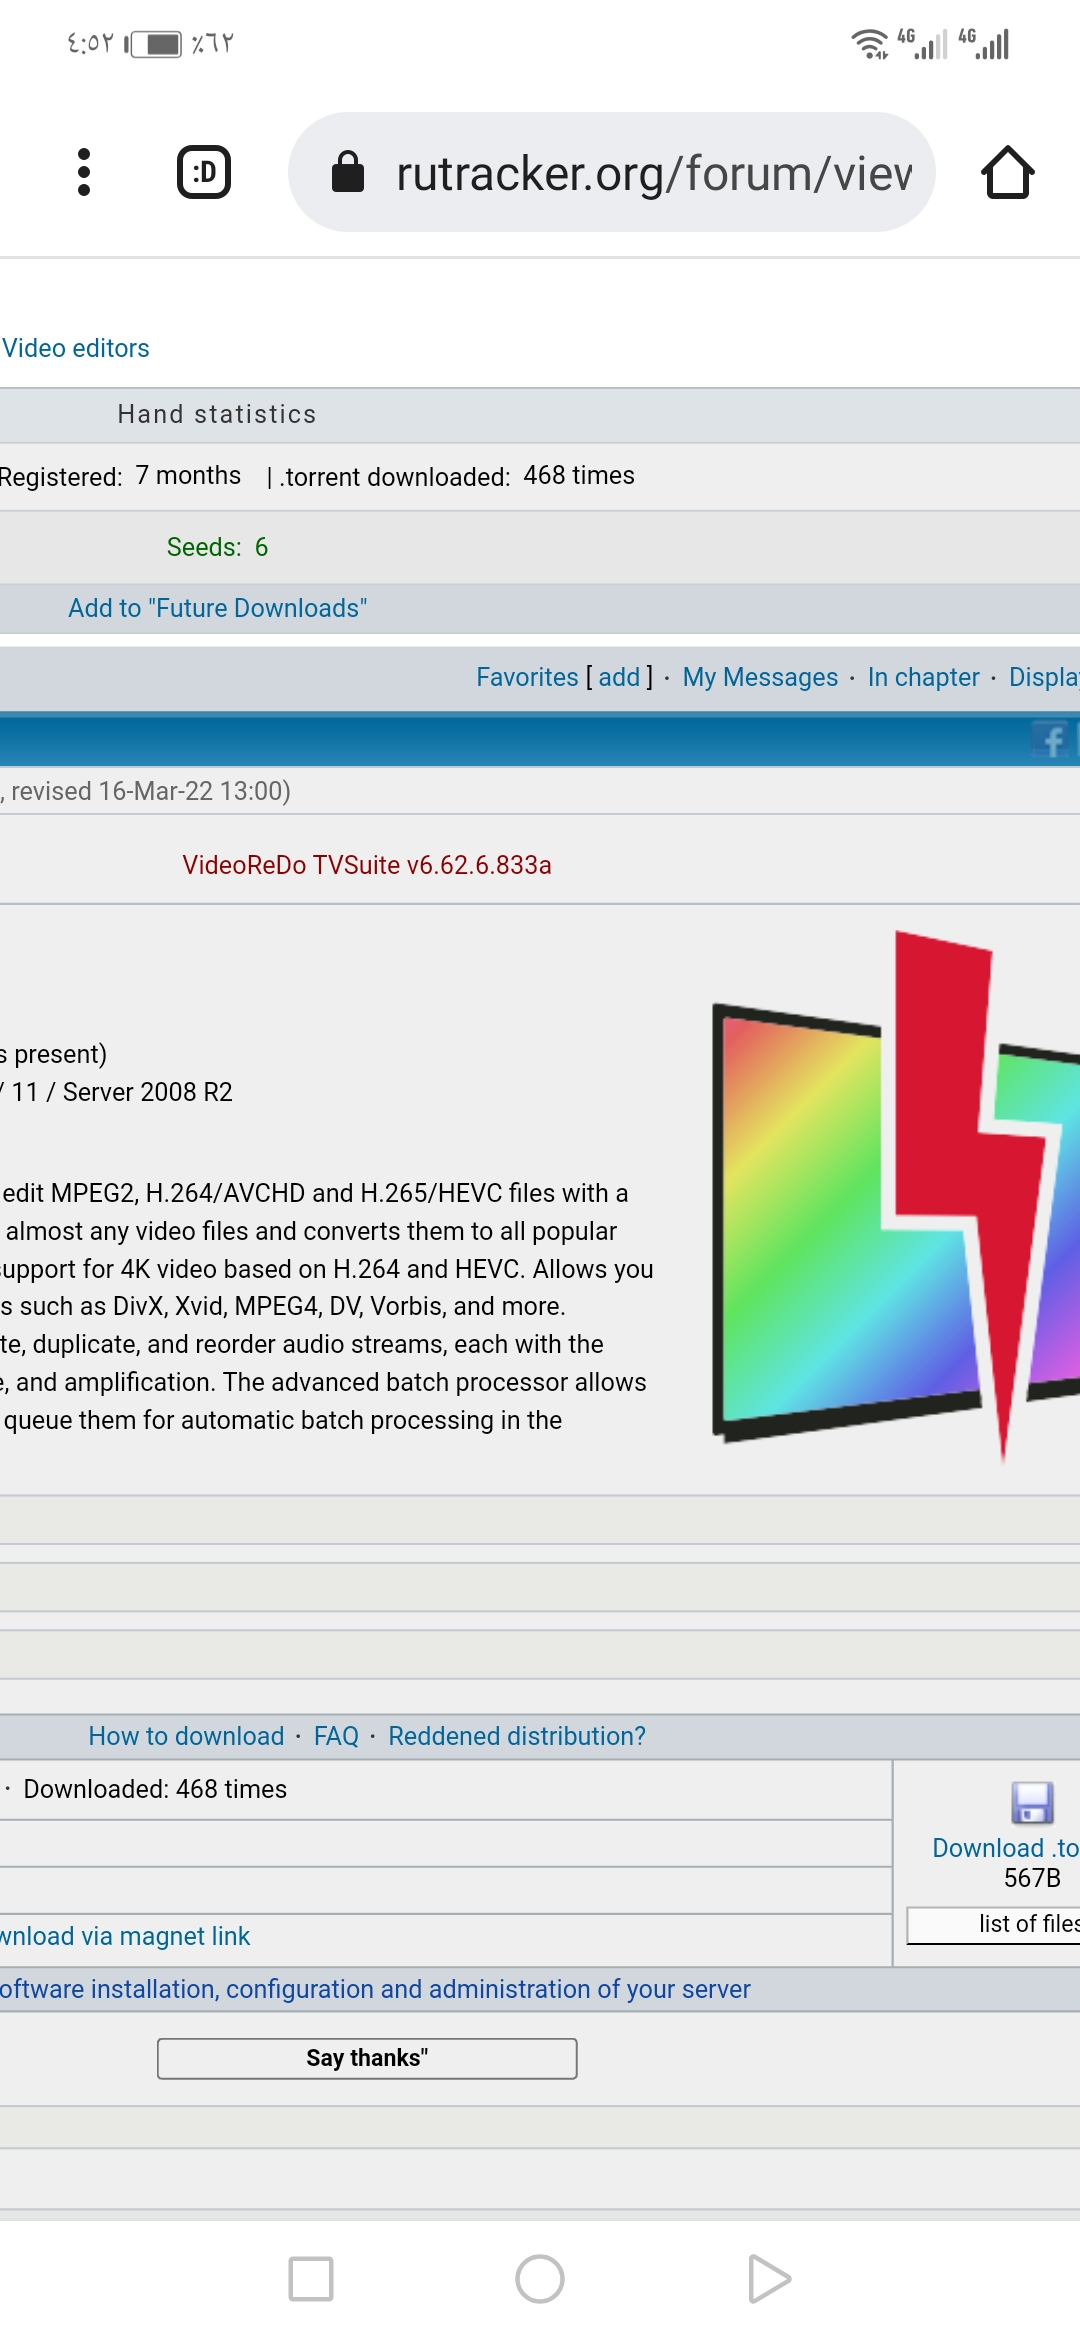 ٤:٥٢ ٪٦٢ 4G 4G
:D rutracker.org/forum/view
Video editors
Hand statistics
Registered: 7 months | .torrent downloaded: 468 times
Seeds: 6
Add to "Future Downloads"
Favorites [ add ] · My Messages · In chapter · Display
f
, revised 16-Mar-22 13:00)
VideoReDo TVSuite v6.62.6.833a
s present)
/ 11 / Server 2008 R2
edit MPEG2, H.264/AVCHD and H.265/HEVC files with a
almost any video files and converts them to all popular
support for 4K video based on H.264 and HEVC. Allows you
s such as DivX, Xvid, MPEG4, DV, Vorbis, and more.
te, duplicate, and reorder audio streams, each with the
e, and amplification. The advanced batch processor allows
queue them for automatic batch processing in the
How to download · FAQ · Reddened distribution?
· Downloaded: 468 times
Download .to
567B
list of files
wnload via magnet link
oftware installation, configuration and administration of your server
Say thanks"